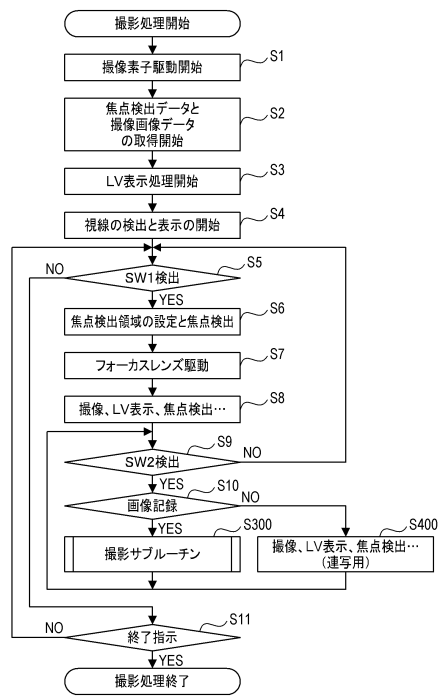 撮影処理開始
撮像素子駆動開始
S1
焦点検出データと
撮像画像データ
の取得開始
S2
LV表示処理開始
S3
視線の検出と表示の開始
S4
SW1検出
S5
NO
YES
焦点検出領域の設定と焦点検出
S6
フォーカスレンズ駆動
S7
撮像、LV表示、焦点検出…
S8
SW2検出
S9
NO
YES
画像記録
S10
NO
YES
撮影サブルーチン
S300
撮像、LV表示、焦点検出…
(連写用)
S400
終了指示
S11
NO
YES
撮影処理終了